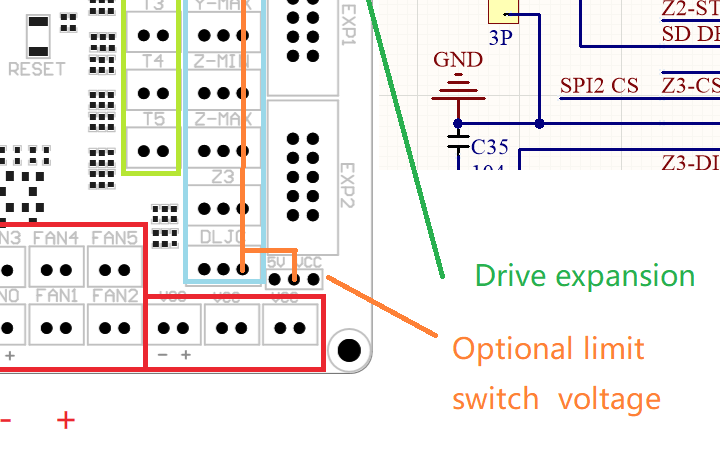 T3
Y-MAX
EXP1
3P
Z2-ST
SD DE
RESET
T4
Z-MIN
GND
SPI2 CS
Z3-CS
T5
Z-MAX
C35
104
Z3-DI
Z3
EXP2
N3
FAN4
FAN5
DLJC
5V
VCC
Drive expansion
N0
FAN1
FAN2
VCC
VCC
VCC
+
- +
Optional limit
switch voltage
- +